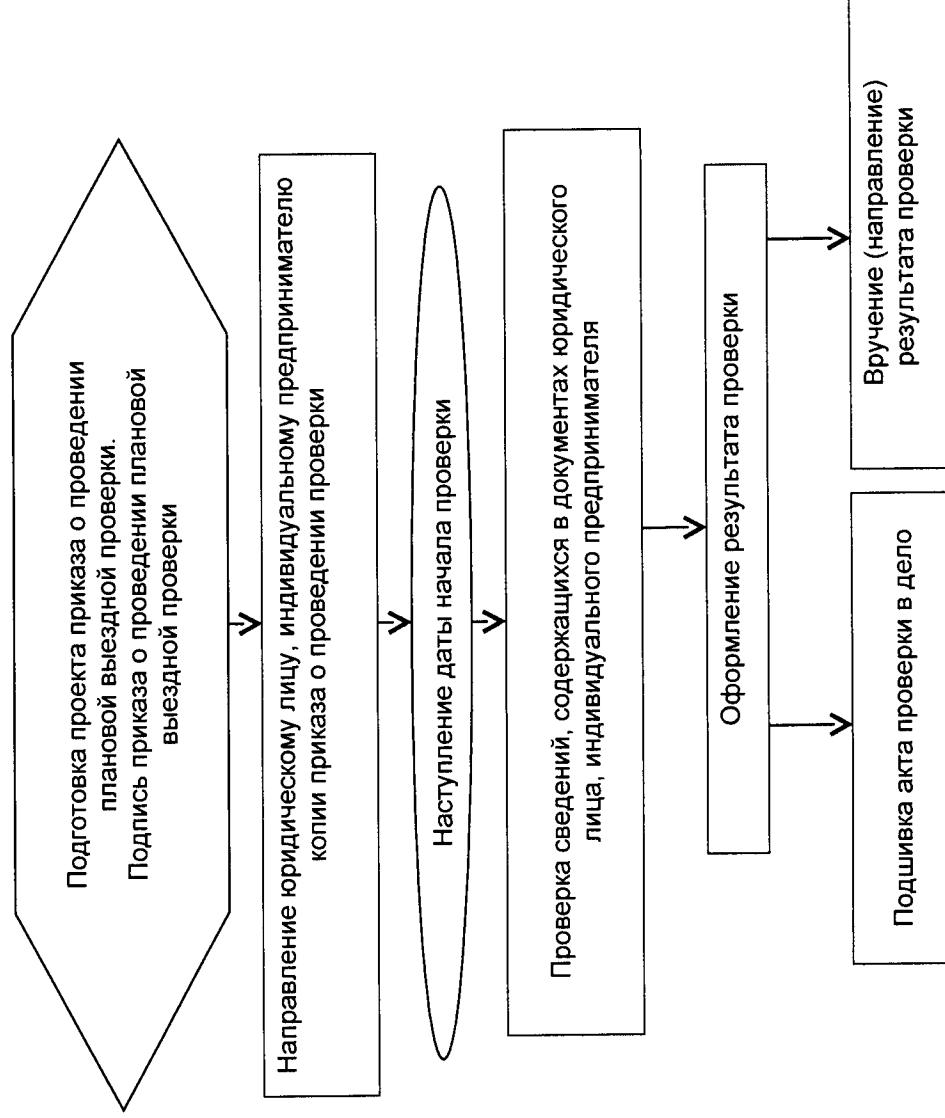 Подготовка проекта приказа о проведении
плановой выездной проверки.
Подпись приказа о проведении плановой
выездной проверки
Направление юридическому лицу, индивидуальному предпринимателю
копии приказа о проведении проверки
Наступление даты начала проверки
Проверка сведений, содержащихся в документах юридического
лица, индивидуального предпринимателя
Оформление результата проверки
Подшивка акта проверки в дело
Вручение (направление)
результата проверки